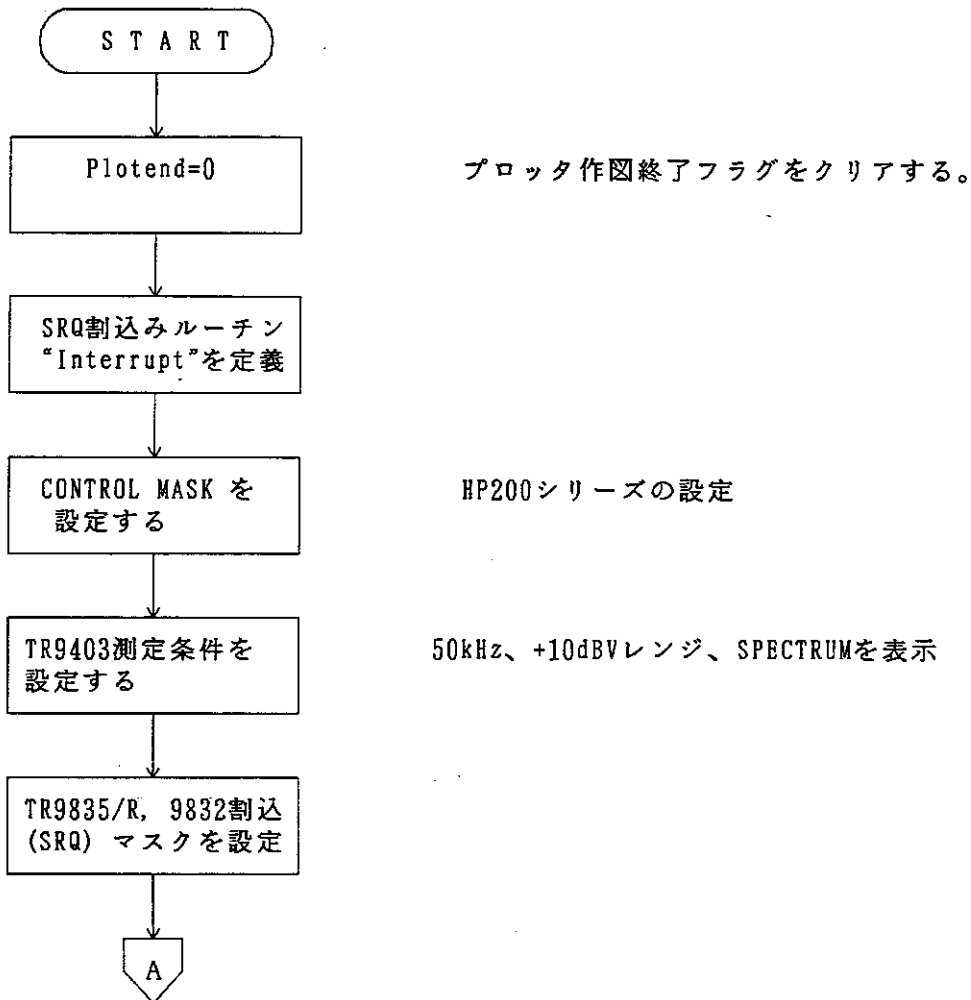 S T A R T
Plotend=0
プロッタ作図終了フラグをクリアする。
SRQ割込みルーチン
“Interrupt”を定義
CONTROL MASK を
設定する
HP200シリーズの設定
TR9403測定条件を
設定する
50kHz、+10dBVレンジ、SPECTRUMを表示
TR9835/R, 9832割込
(SRQ) マスクを設定
A